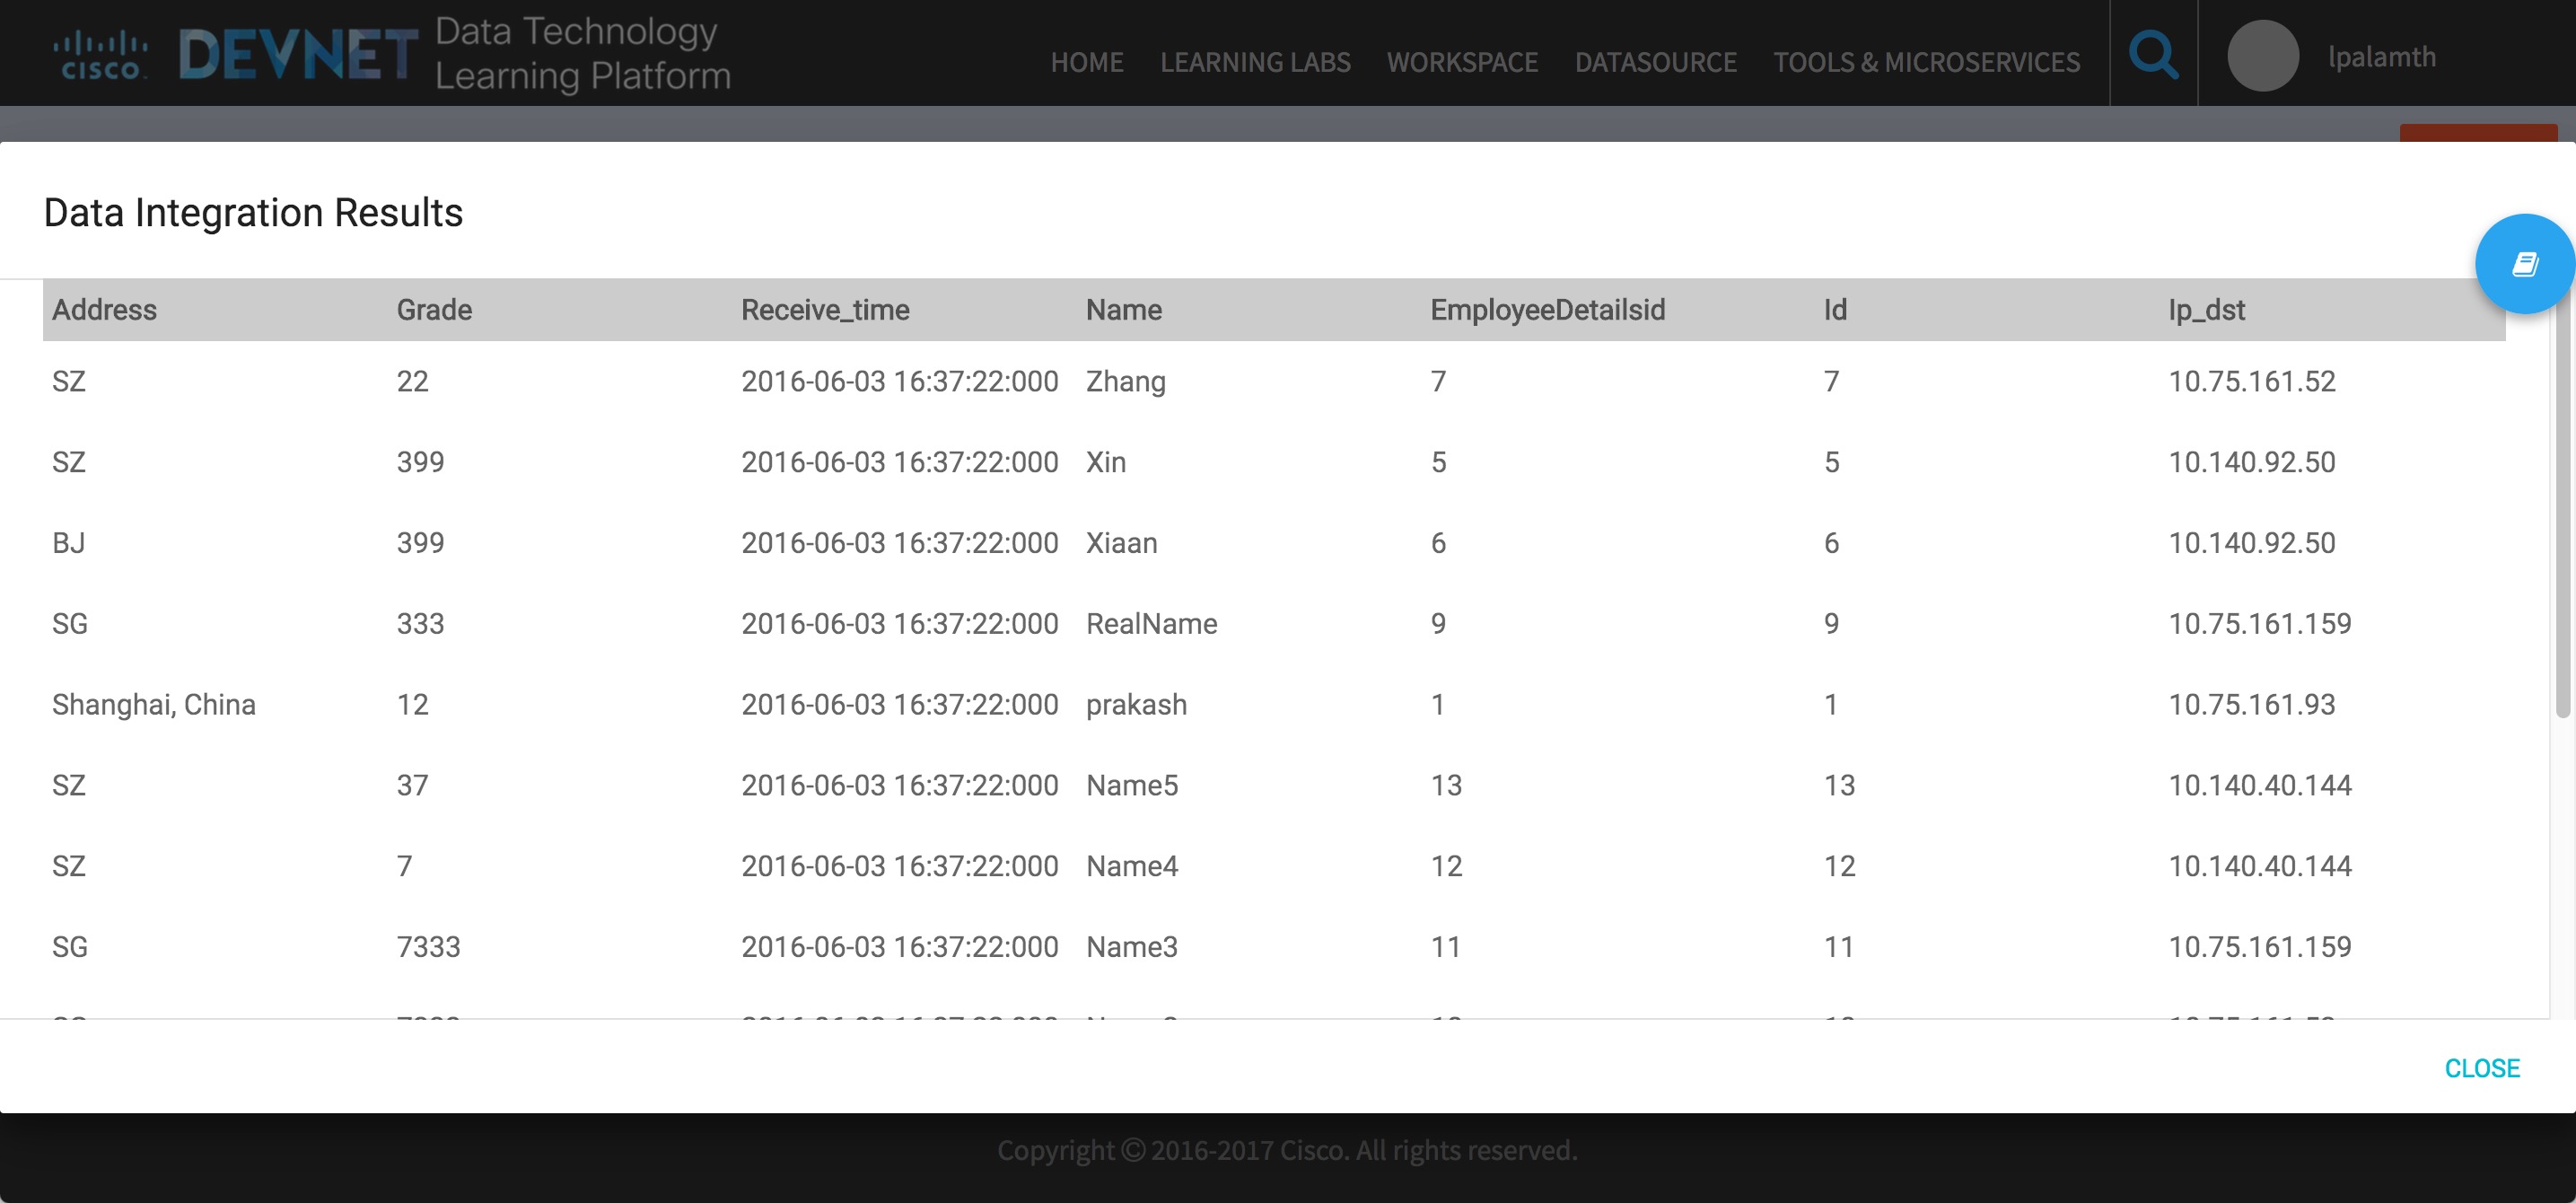 CISCO DEVNET Data Technology Learning Platform
HOME LEARNING LABS WORKSPACE DATASOURCE TOOLS & MICROSERVICES lpalamth
Data Integration Results
Address Grade Receive_time Name EmployeeDetailsid Id Ip_dst
SZ 22 2016-06-03 16:37:22:000 Zhang 7 7 10.75.161.52
SZ 399 2016-06-03 16:37:22:000 Xin 5 5 10.140.92.50
BJ 399 2016-06-03 16:37:22:000 Xiaan 6 6 10.140.92.50
SG 333 2016-06-03 16:37:22:000 RealName 9 9 10.75.161.159
Shanghai, China 12 2016-06-03 16:37:22:000 prakash 1 1 10.75.161.93
SZ 37 2016-06-03 16:37:22:000 Name5 13 13 10.140.40.144
SZ 7 2016-06-03 16:37:22:000 Name4 12 12 10.140.40.144
SG 7333 2016-06-03 16:37:22:000 Name3 11 11 10.75.161.159
CLOSE
Copyright © 2016-2017 Cisco. All rights reserved.